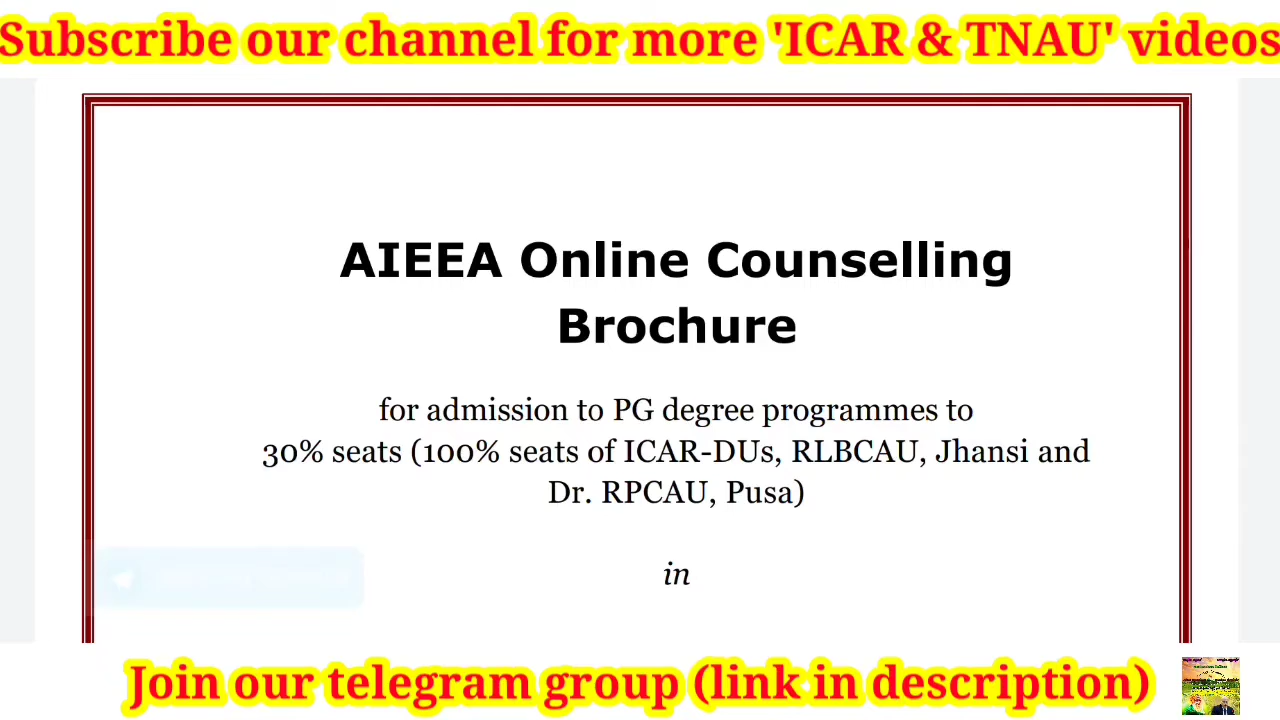 Subscribe our channel for more 'ICAR & TNAU' videos
AIEEA Online Counselling
Brochure
for admission to PG degree programmes to
30% seats (100% seats of ICAR-DUs, RLBCAU, Jhansi and
Dr. RPCAU, Pusa)
in
Join our telegram group (link in description)